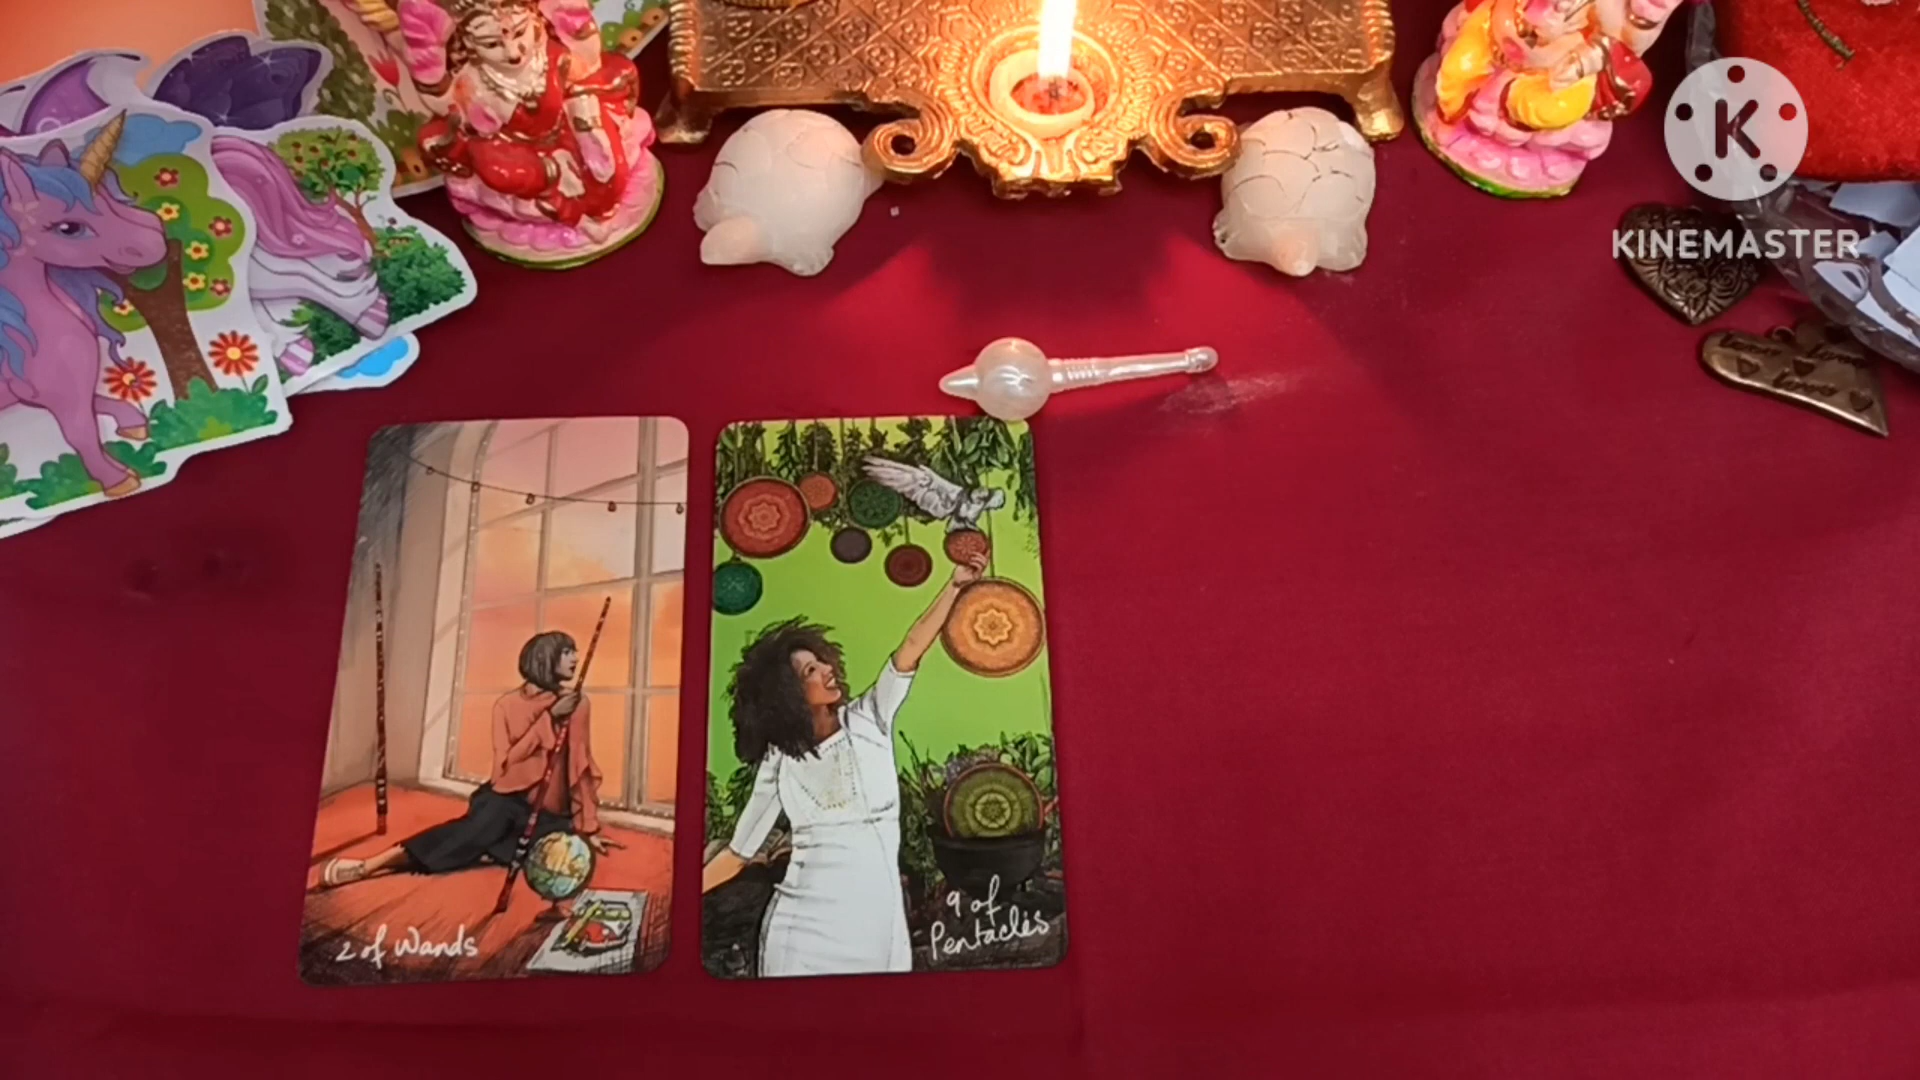 K
KINEMASTER
2 of Wands
9 of
Pentacles